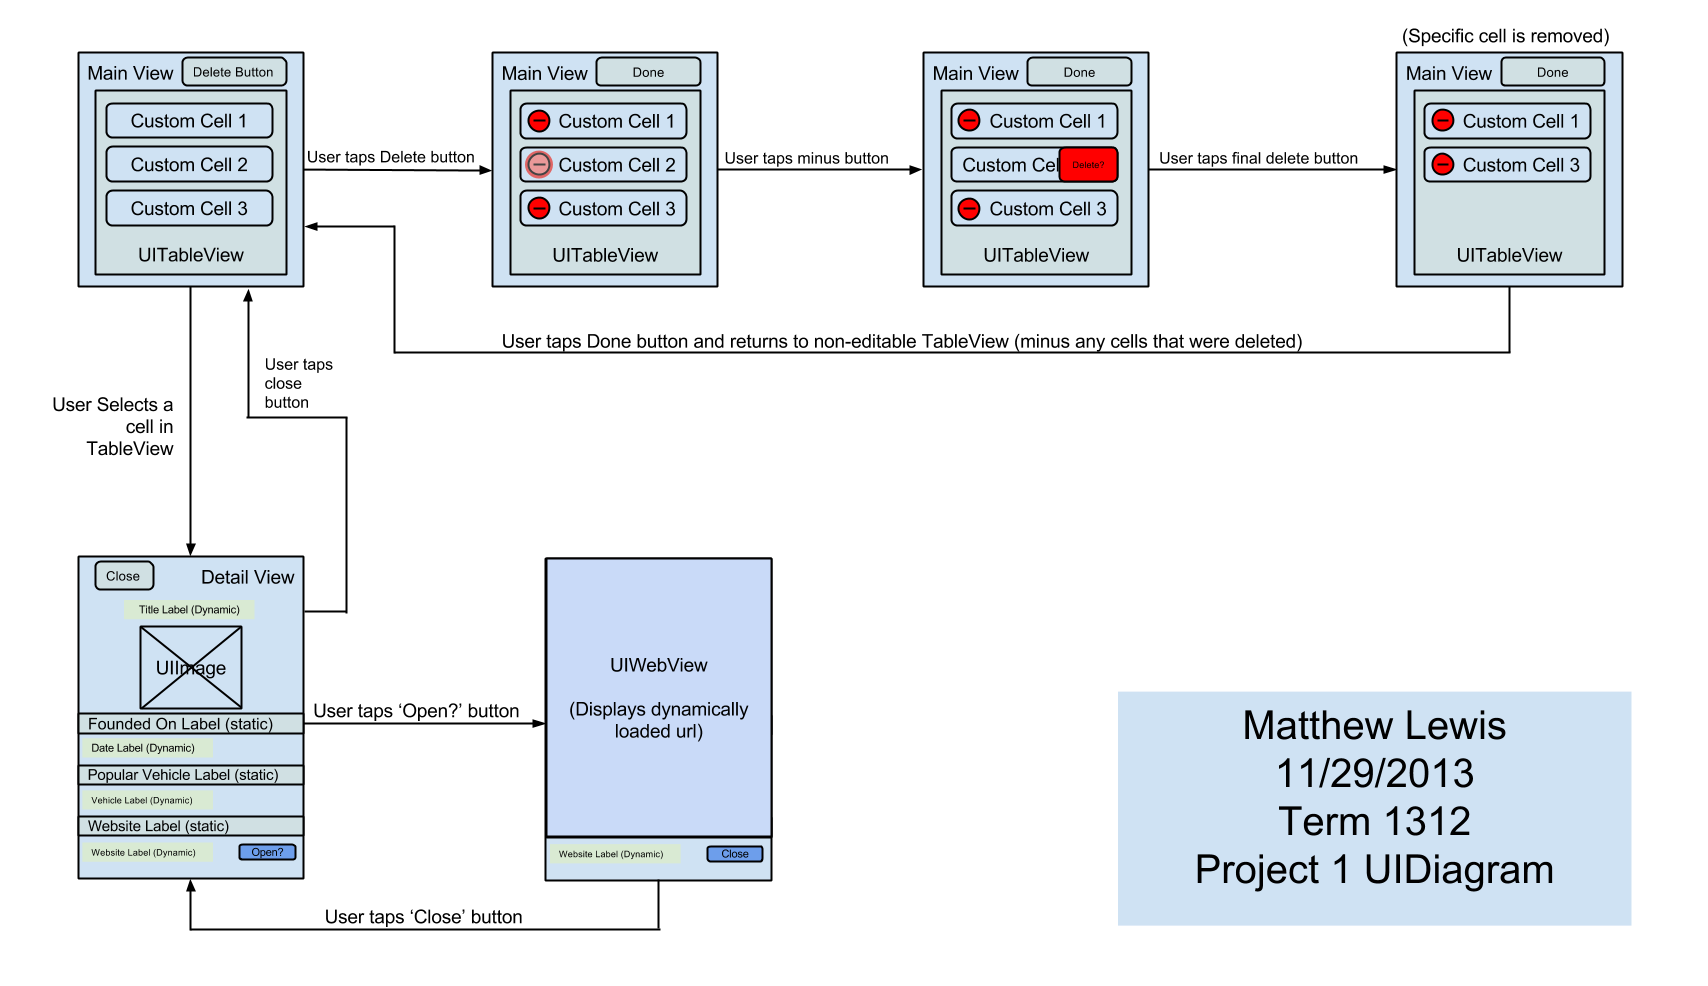 (Specific cell is removed)
Main View
Delete Button
Custom Cell 1
Custom Cell 2
Custom Cell 3
UITableView
User taps Delete button
Main View
Done
Custom Cell 1
Custom Cell 2
Custom Cell 3
UITableView
User taps minus button
Main View
Done
Custom Cell 1
Custom Cel
Delete?
Custom Cell 3
UITableView
User taps final delete button
Main View
Done
Custom Cell 1
Custom Cell 3
UITableView
User taps Done button and returns to non-editable TableView (minus any cells that were deleted)
User taps
close
button
User Selects a
cell in
TableView
Close
Detail View
Title Label (Dynamic)
UIImage
Founded On Label (static)
Date Label (Dynamic)
Popular Vehicle Label (static)
Vehicle Label (Dynamic)
Website Label (static)
Website Label (Dynamic)
Open?
User taps ‘Open?’ button
UIWebView
(Displays dynamically
loaded url)
Website Label (Dynamic)
Close
User taps ‘Close’ button
Matthew Lewis
11/29/2013
Term 1312
Project 1 UIDiagram